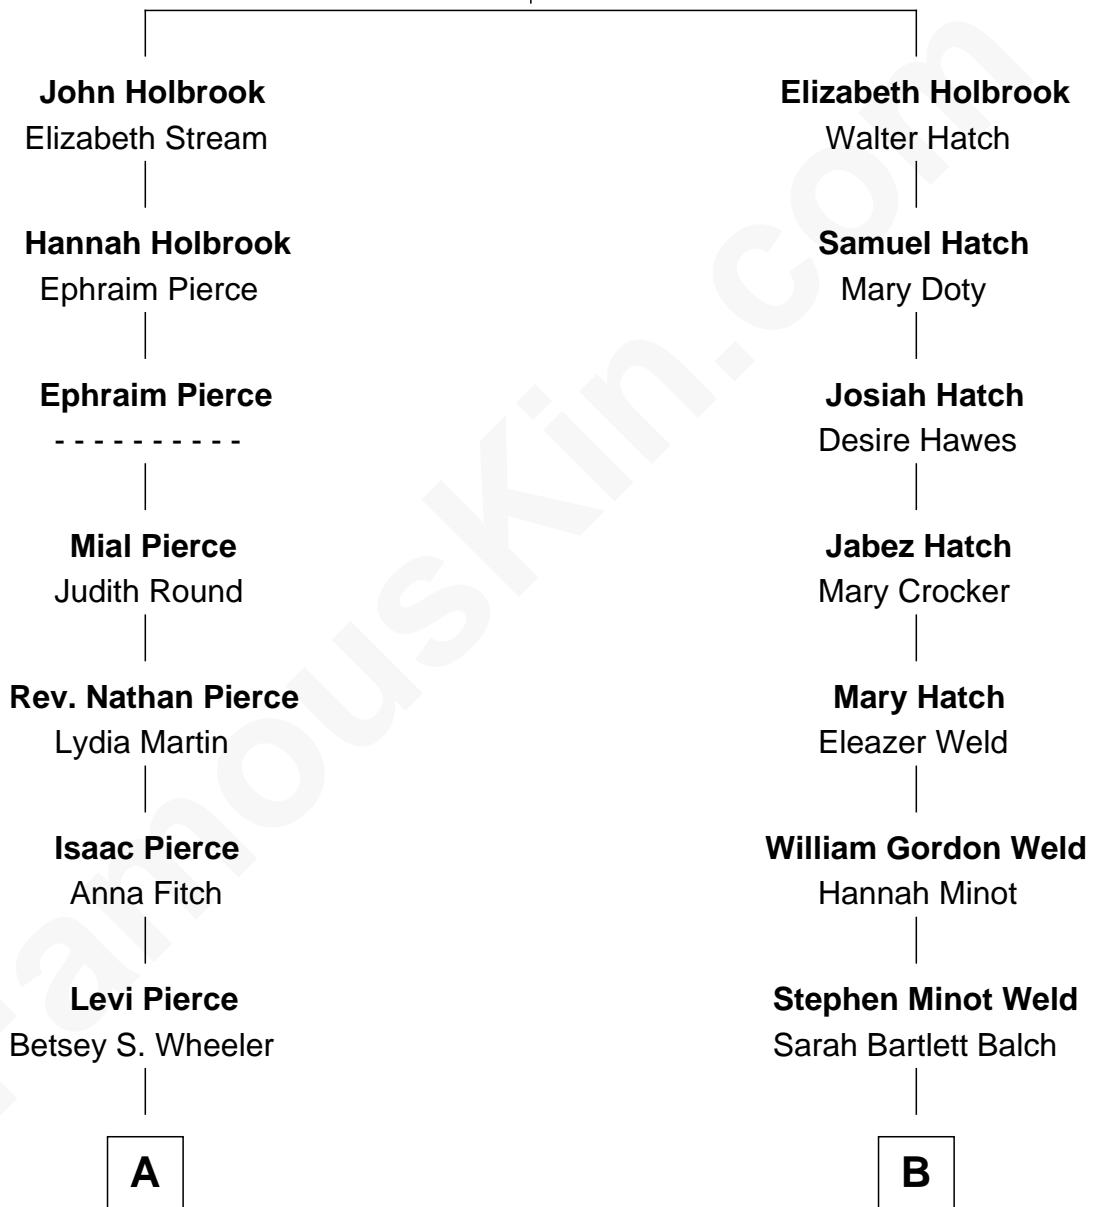 John Holbrook
Elizabeth Stream
Hannah Holbrook
Ephraim Pierce
Ephraim Pierce
- - - - - - - - - -
Mial Pierce
Judith Round
Rev. Nathan Pierce
Lydia Martin
Isaac Pierce
Anna Fitch
Levi Pierce
Betsey S. Wheeler
A
Elizabeth Holbrook
Walter Hatch
Samuel Hatch
Mary Doty
Josiah Hatch
Desire Hawes
Jabez Hatch
Mary Crocker
Mary Hatch
Eleazer Weld
William Gordon Weld
Hannah Minot
Stephen Minot Weld
Sarah Bartlett Balch
B
FamousKin.com